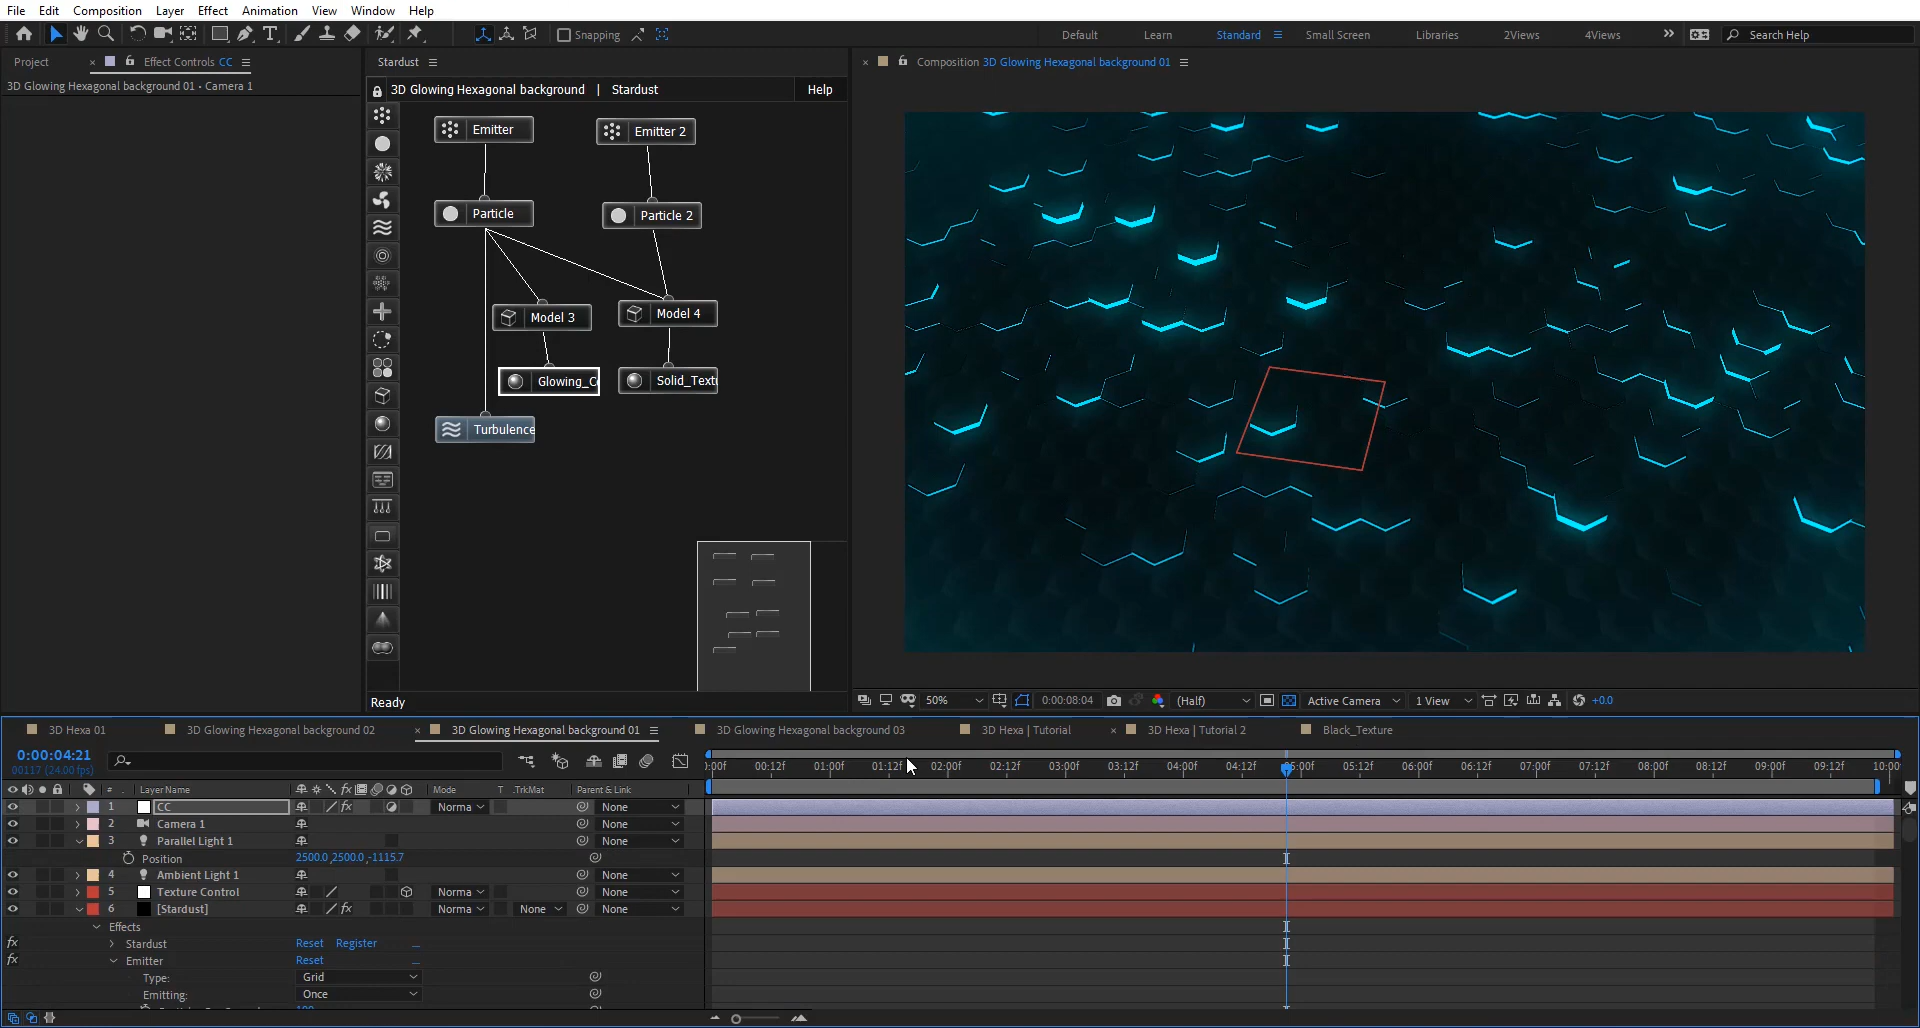 File Edit Composition Layer Effect Animation View Window Help
Snapping Default Learn Standard Small Screen Libraries 2Views 4Views Search Help
Project Effect Controls CC Stardust Composition 3D Glowing Hexagonal background 01
3D Glowing Hexagonal background 01 • Camera 1
3D Glowing Hexagonal background | Stardust Help
Emitter Emitter 2
Particle Particle 2
Model 3 Model 4
Glowing_C Solid_Text
Turbulence
Ready
50% 0:00:08:04 (Half) Active Camera 1 View +0.0
3D Hexa 01 3D Glowing Hexagonal background 02 3D Glowing Hexagonal background 01 3D Glowing Hexagonal background 03 3D Hexa | Tutorial 3D Hexa | Tutorial 2 Black_Texture
0:00:04:21
00117 (24.00 fps)
:00f 00:12f 01:00f 01:12f 02:00f 02:12f 03:00f 03:12f 04:00f 04:12f 05:12f 06:00f 06:12f 07:00f 07:12f 08:00f 08:12f 09:00f 09:12f 10:00
# Layer Name fx Mode T .TrkMat Parent & Link
1 CC fx Norma None
2 Camera 1 None
3 Parallel Light 1 None
Position 2500.0,2500.0,-1115.7
4 Ambient Light 1 None
5 Texture Control Norma None
6 [Stardust] fx Norma None None
Effects
fx Stardust Reset Register ...
fx Emitter Reset ...
Type: Grid
Emitting: Once